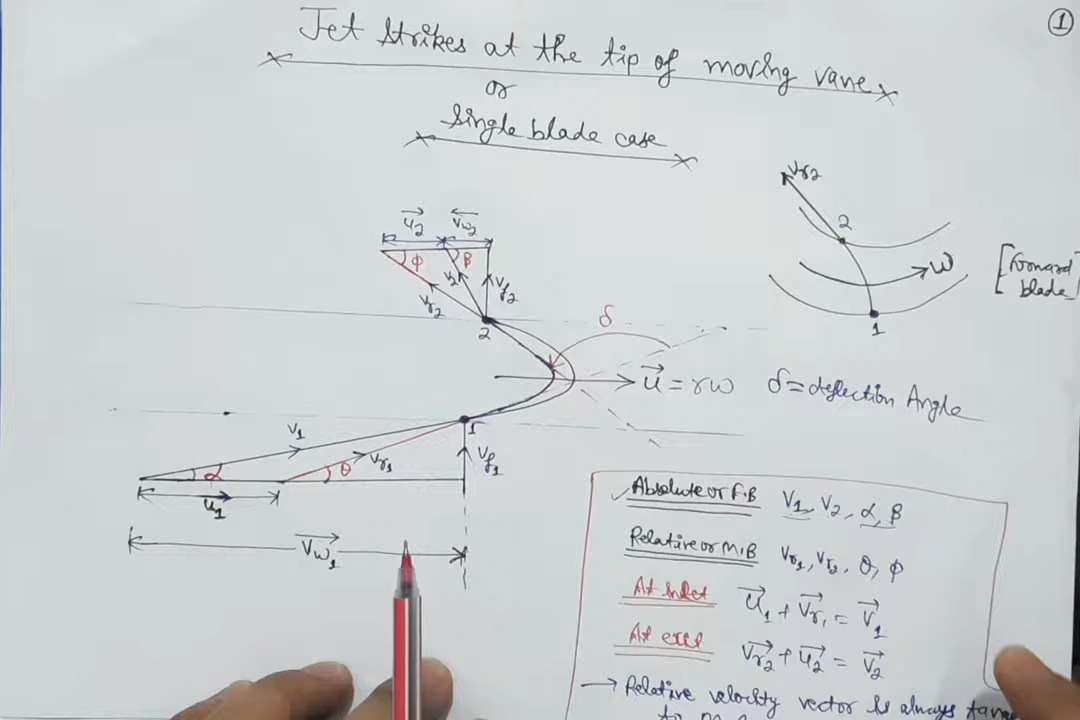 1
Jet strikes at the tip of moving vane
or
Single blade case
Vr2
2
ω
[forward blade]
1
u2 Vw2
φ β
V2 Vf2
Vr2
2
δ
u = rω δ = deflection Angle
1
V1
Vr1 Vf1
α θ
u1
Vw1
Absolute or F.B V1, V2, α, β
Relative or M.B Vr1, Vr2, θ, φ
At inlet u1 + Vr1 = V1
At exit Vr2 + u2 = V2
→ Relative velocity vector is always
to